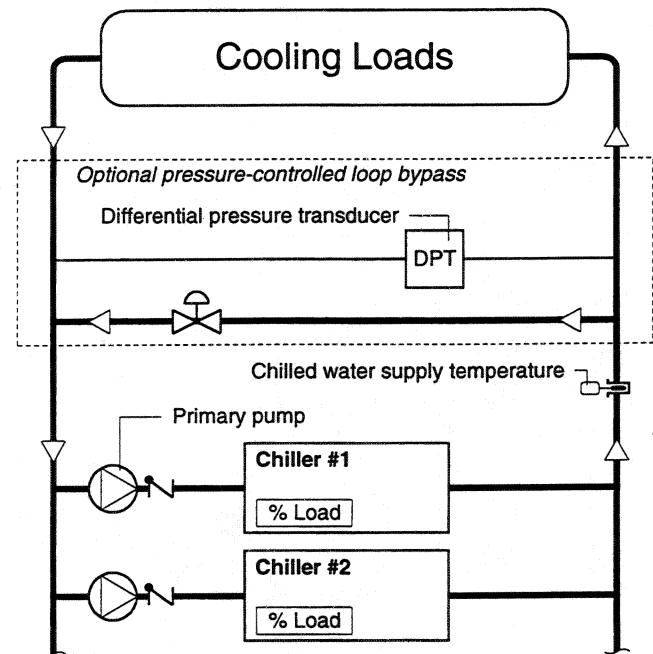 Cooling Loads
Optional pressure-controlled loop bypass
Differential pressure transducer
DPT
Chilled water supply temperature
Primary pump
Chiller #1
% Load
Chiller #2
% Load